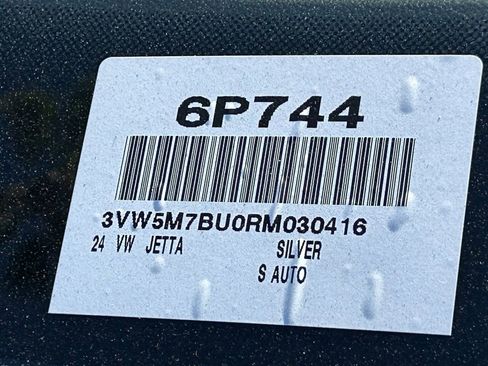 6P744
3VW5M7BU0RM030416
24 VW JETTA SILVER
S AUTO